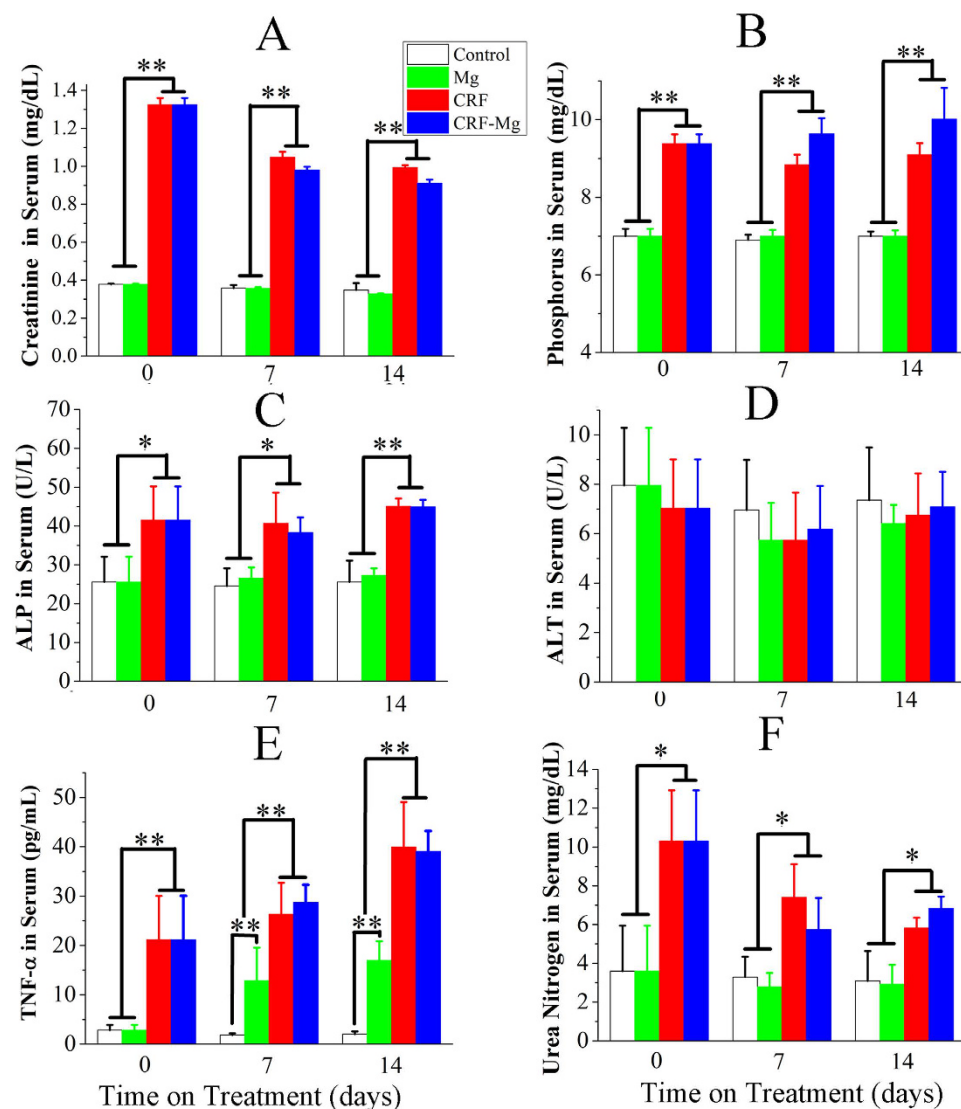 A
Control
Mg
CRF
CRF-Mg
Creatinine in Serum (mg/dL)
1.4
1.2
1.0
0.8
0.6
0.4
0.2
0.0
**
**
**
0 7 14
B
Phosphorus in Serum (mg/dL)
10
8
6
4
**
**
**
0 7 14
C
ALP in Serum (U/L)
70
60
50
40
30
20
10
0
*
*
**
0 7 14
D
ALT in Serum (U/L)
10
8
6
4
2
0
0 7 14
E
TNF-α in Serum (pg/mL)
50
40
30
20
10
0
**
**
**
**
**
0 7 14
Time on Treatment (days)
F
Urea Nitrogen in Serum (mg/dL)
14
12
10
8
6
4
2
0
*
*
*
0 7 14
Time on Treatment (days)